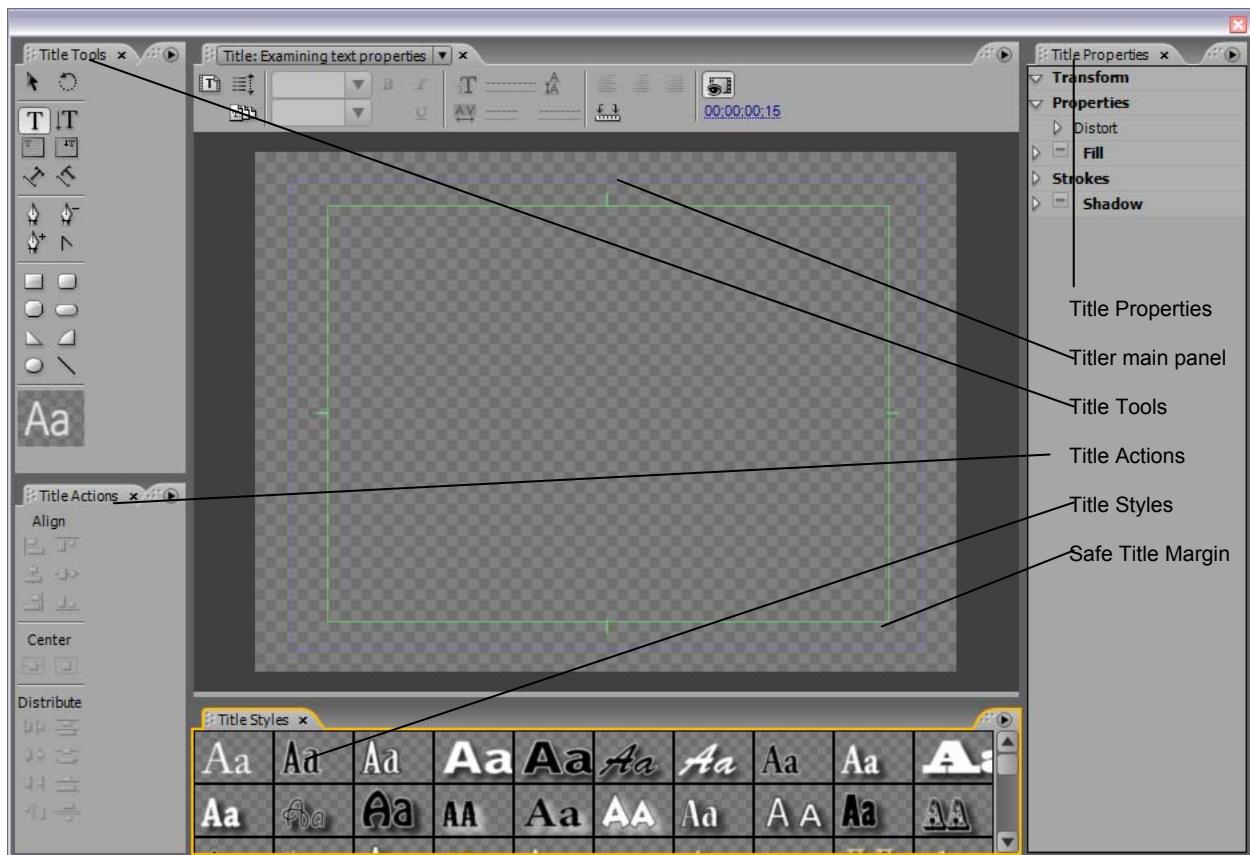 Title Tools
Title: Examining text properties
Title Properties
B I
T
U
AV
00:00:00:15
Transform
Properties
Distort
Fill
Strokes
Shadow
T IT
Aa
Title Properties
Titler main panel
Title Tools
Title Actions
Title Styles
Safe Title Margin
Title Actions
Align
Center
Distribute
Title Styles
Aa Aa Aa Aa Aa Aa Aa Aa Aa A
Aa Aa Aa AA Aa AA Aa A A Aa AA